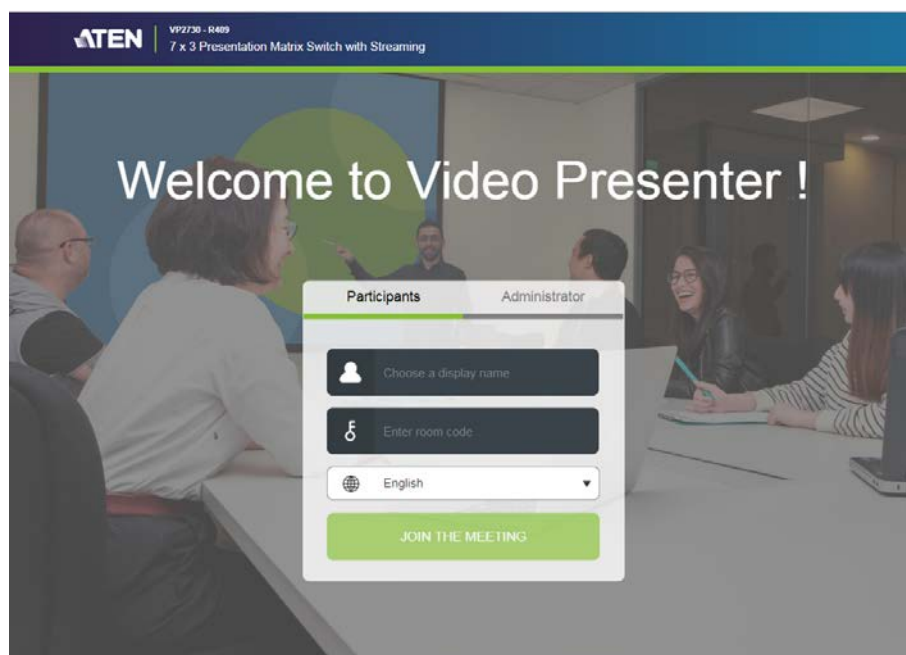 ATEN
VP2730 - R409
7 x 3 Presentation Matrix Switch with Streaming
Welcome to Video Presenter !
Participants
Administrator
Choose a display name
Enter room code
English
JOIN THE MEETING